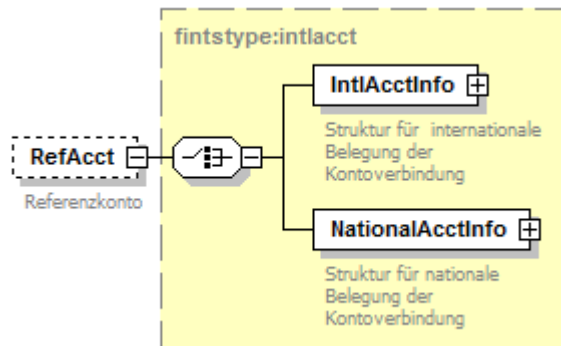 fintstype:intlacct
IntlAcctInfo
Struktur für internationale
Belegung der
Kontoverbindung
RefAcct
Referenzkonto
NationalAcctInfo
Struktur für nationale
Belegung der
Kontoverbindung